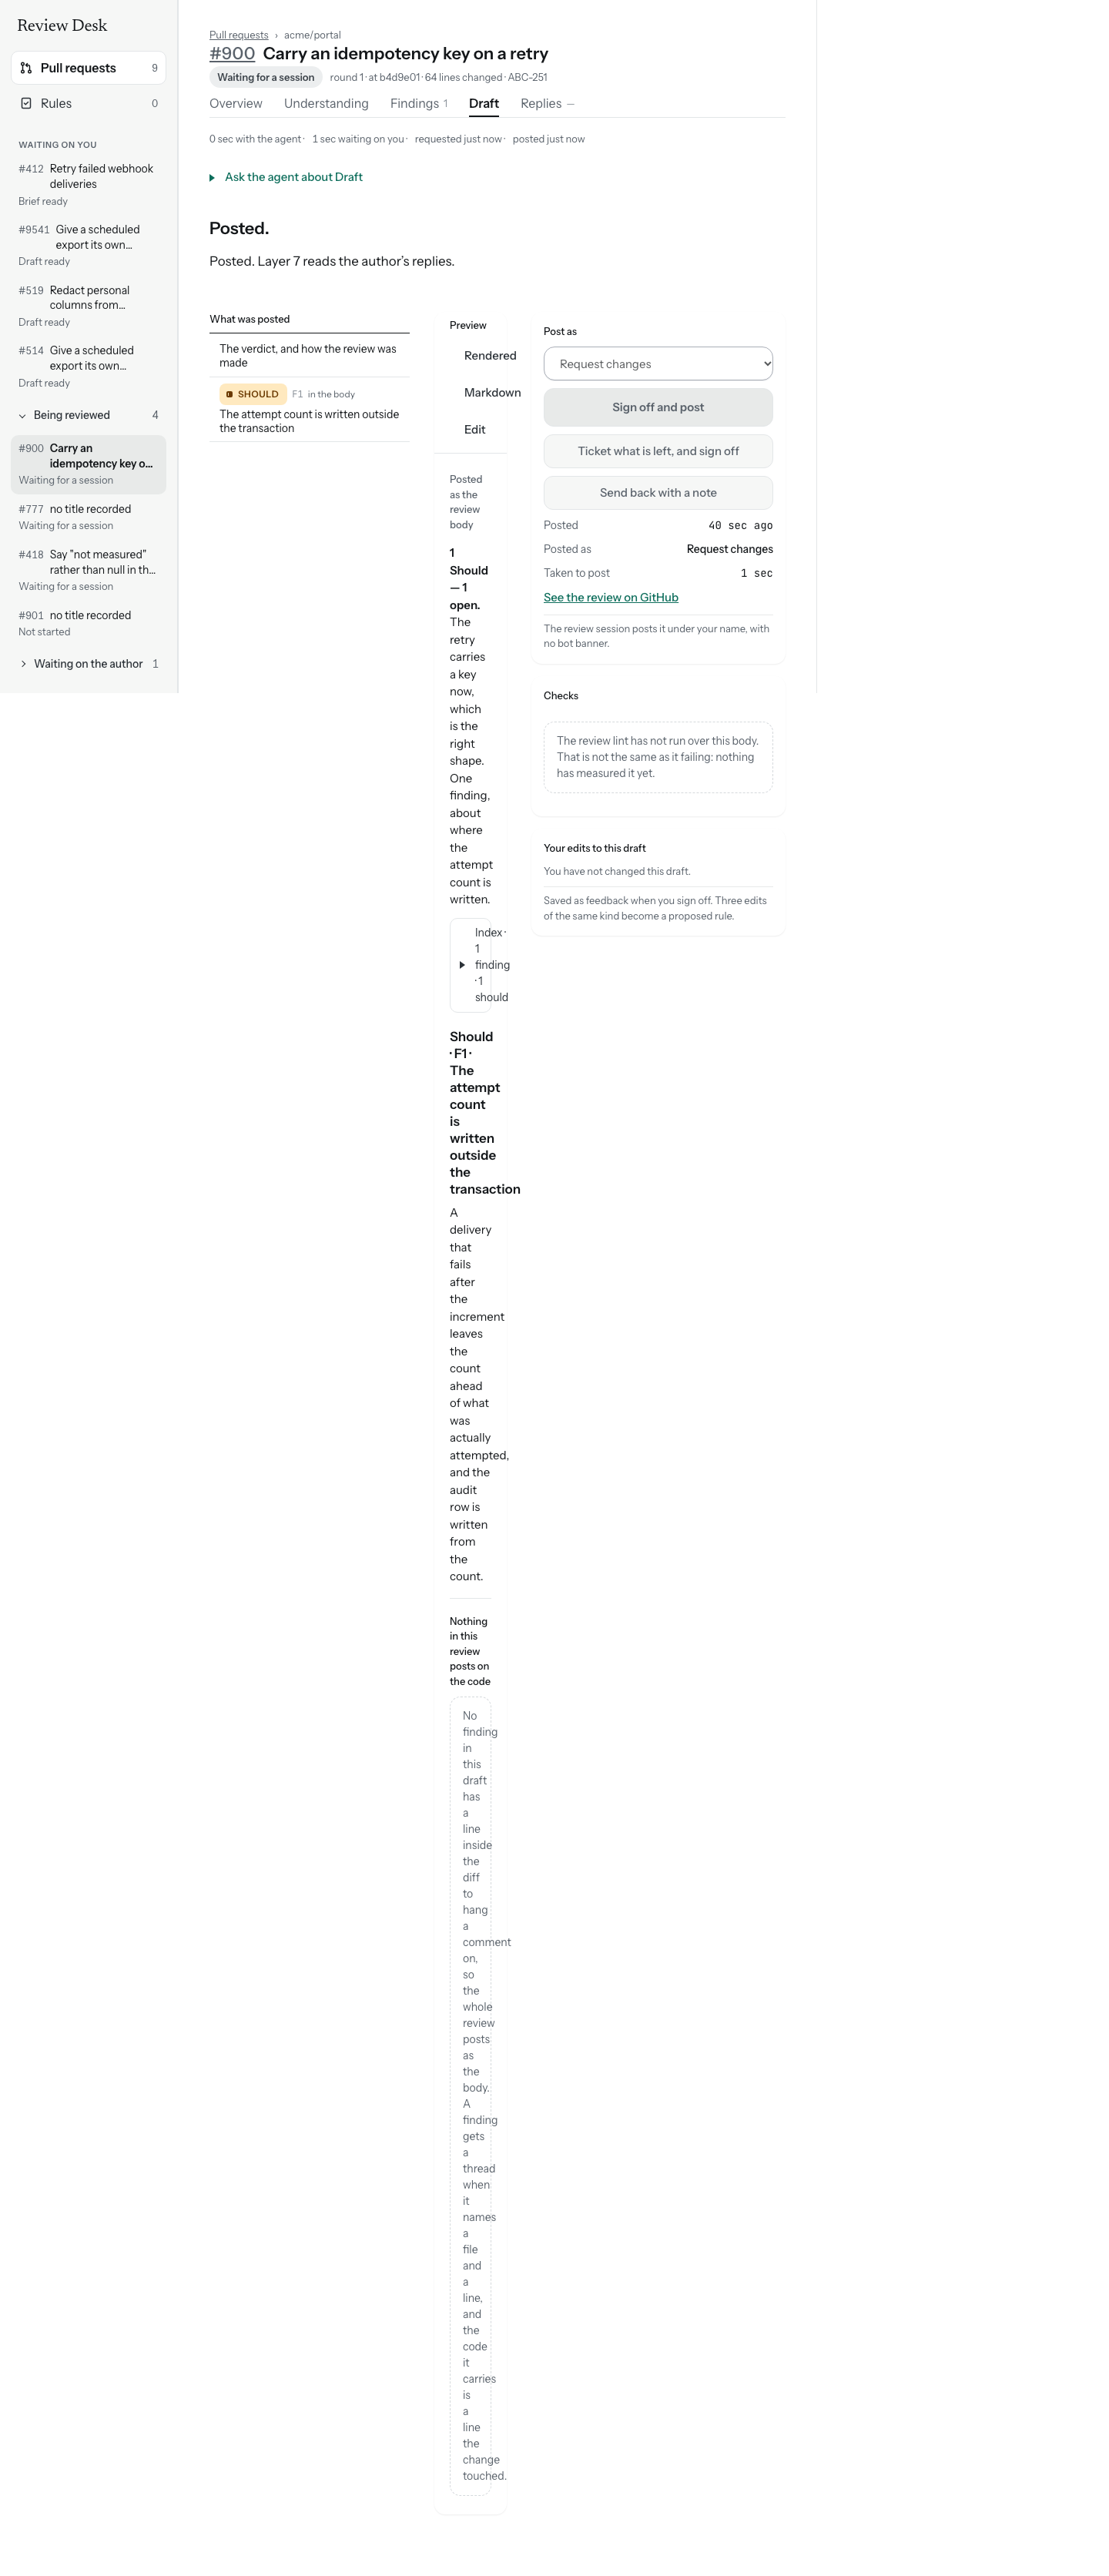 Review Desk
Pull requests 9
Rules 0
WAITING ON YOU
#412 Retry failed webhook
deliveries
Brief ready
#9541 Give a scheduled
export its own...
Draft ready
#519 Redact personal
columns from...
Draft ready
#514 Give a scheduled
export its own...
Draft ready
Being reviewed 4
#900 Carry an
idempotency key o...
Waiting for a session
#777 no title recorded
Waiting for a session
#418 Say "not measured"
rather than null in th...
Waiting for a session
#901 no title recorded
Not started
Waiting on the author 1
Pull requests › acme/portal
#900 Carry an idempotency key on a retry
Waiting for a session round 1 · at b4d9e01 · 64 lines changed · ABC-251
Overview Understanding Findings 1 Draft Replies —
0 sec with the agent · 1 sec waiting on you · requested just now · posted just now
Ask the agent about Draft
Posted.
Posted. Layer 7 reads the author's replies.
What was posted
The verdict, and how the review was
made
SHOULD F1 in the body
The attempt count is written outside
the transaction
Preview
Rendered
Markdown
Edit
Posted
as the
review
body
1
Should
— 1
open.
The
retry
carries
a key
now,
which
is the
right
shape.
One
finding,
about
where
the
attempt
count is
written.
Index ·
1
finding
· 1
should
Should
· F1 ·
The
attempt
count
is
written
outside
the
transaction
A
delivery
that
fails
after
the
increment
leaves
the
count
ahead
of what
was
actually
attempted,
and the
audit
row is
written
from
the
count.
Nothing
in this
review
posts on
the code
No
finding
in
this
draft
has
a
line
inside
the
diff
to
hang
a
comment
on,
so
the
whole
review
posts
as
the
body.
A
finding
gets
a
thread
when
it
names
a
file
and
a
line,
and
the
code
it
carries
is
a
line
the
change
touched.
Post as
Request changes
Sign off and post
Ticket what is left, and sign off
Send back with a note
Posted 40 sec ago
Posted as Request changes
Taken to post 1 sec
See the review on GitHub
The review session posts it under your name, with
no bot banner.
Checks
The review lint has not run over this body.
That is not the same as it failing: nothing
has measured it yet.
Your edits to this draft
You have not changed this draft.
Saved as feedback when you sign off. Three edits
of the same kind become a proposed rule.